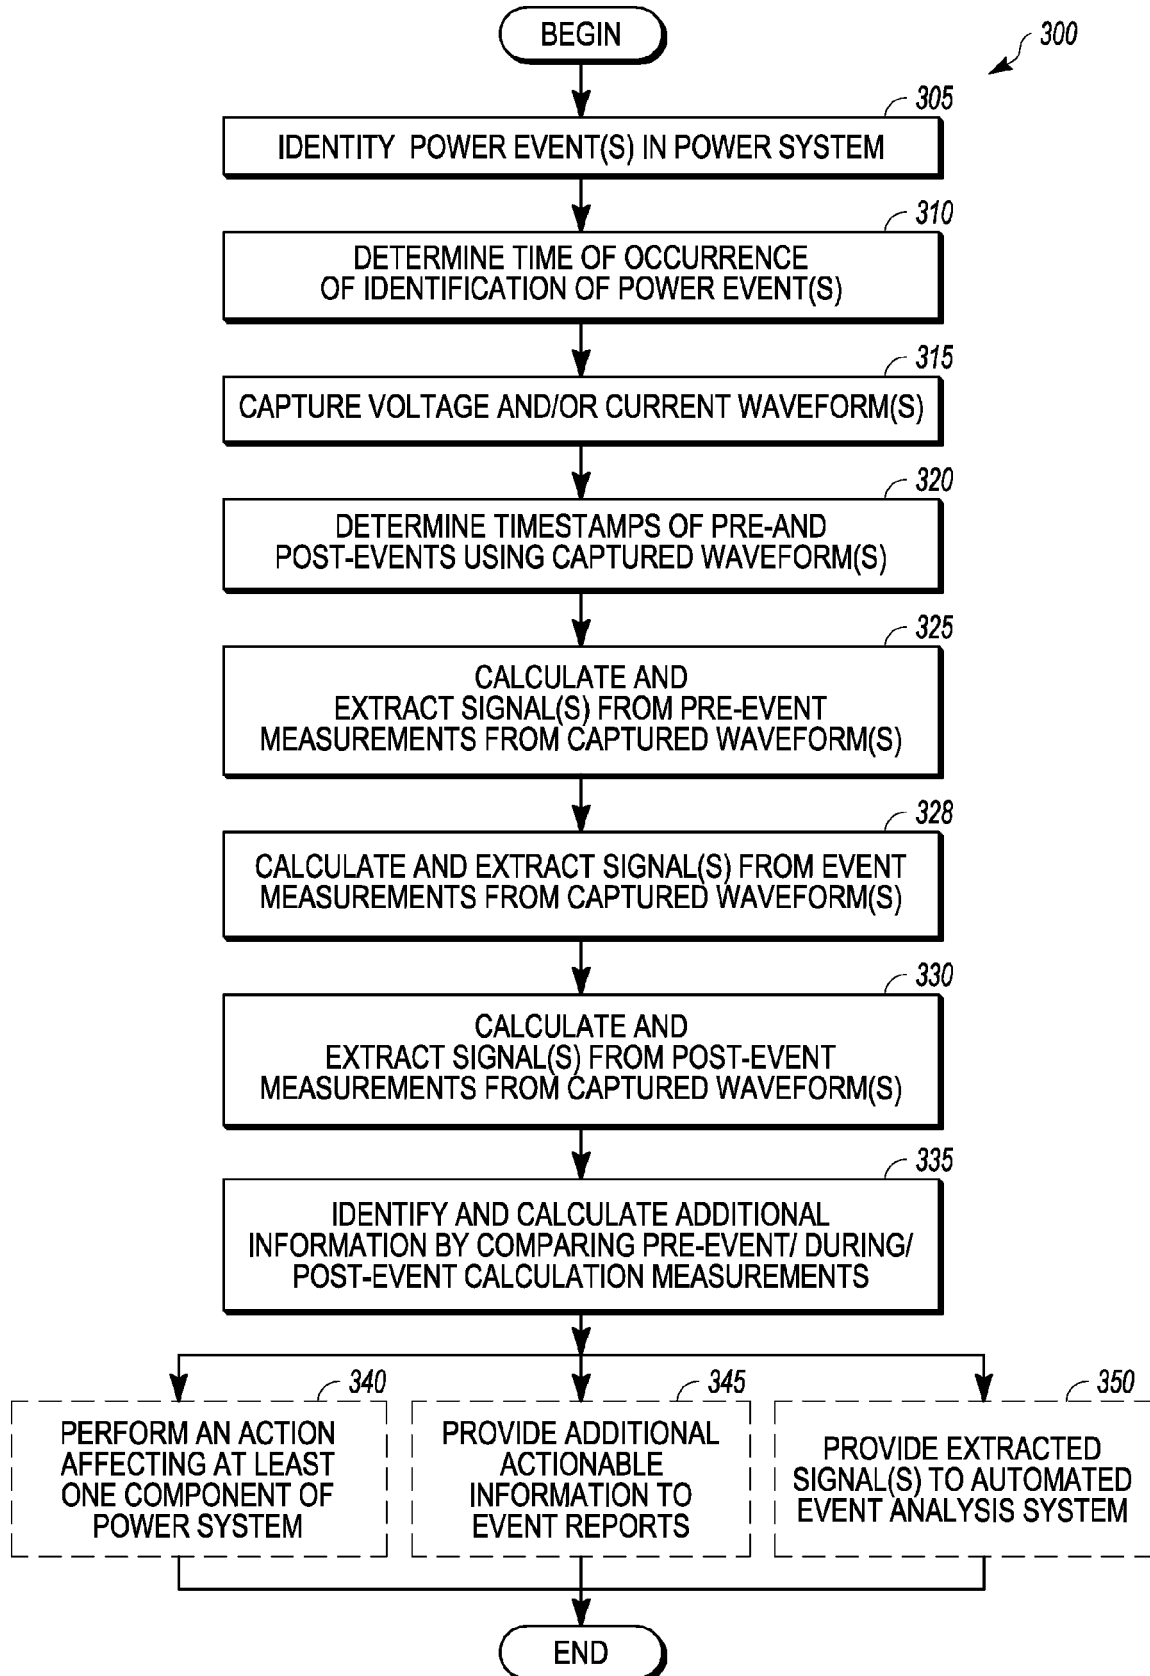 BEGIN
300
305
IDENTITY POWER EVENT(S) IN POWER SYSTEM
310
DETERMINE TIME OF OCCURRENCE
OF IDENTIFICATION OF POWER EVENT(S)
315
CAPTURE VOLTAGE AND/OR CURRENT WAVEFORM(S)
320
DETERMINE TIMESTAMPS OF PRE-AND
POST-EVENTS USING CAPTURED WAVEFORM(S)
325
CALCULATE AND
EXTRACT SIGNAL(S) FROM PRE-EVENT
MEASUREMENTS FROM CAPTURED WAVEFORM(S)
328
CALCULATE AND EXTRACT SIGNAL(S) FROM EVENT
MEASUREMENTS FROM CAPTURED WAVEFORM(S)
330
CALCULATE AND
EXTRACT SIGNAL(S) FROM POST-EVENT
MEASUREMENTS FROM CAPTURED WAVEFORM(S)
335
IDENTIFY AND CALCULATE ADDITIONAL
INFORMATION BY COMPARING PRE-EVENT/ DURING/
POST-EVENT CALCULATION MEASUREMENTS
340
PERFORM AN ACTION
AFFECTING AT LEAST
ONE COMPONENT OF
POWER SYSTEM
345
PROVIDE ADDITIONAL
ACTIONABLE
INFORMATION TO
EVENT REPORTS
350
PROVIDE EXTRACTED
SIGNAL(S) TO AUTOMATED
EVENT ANALYSIS SYSTEM
END